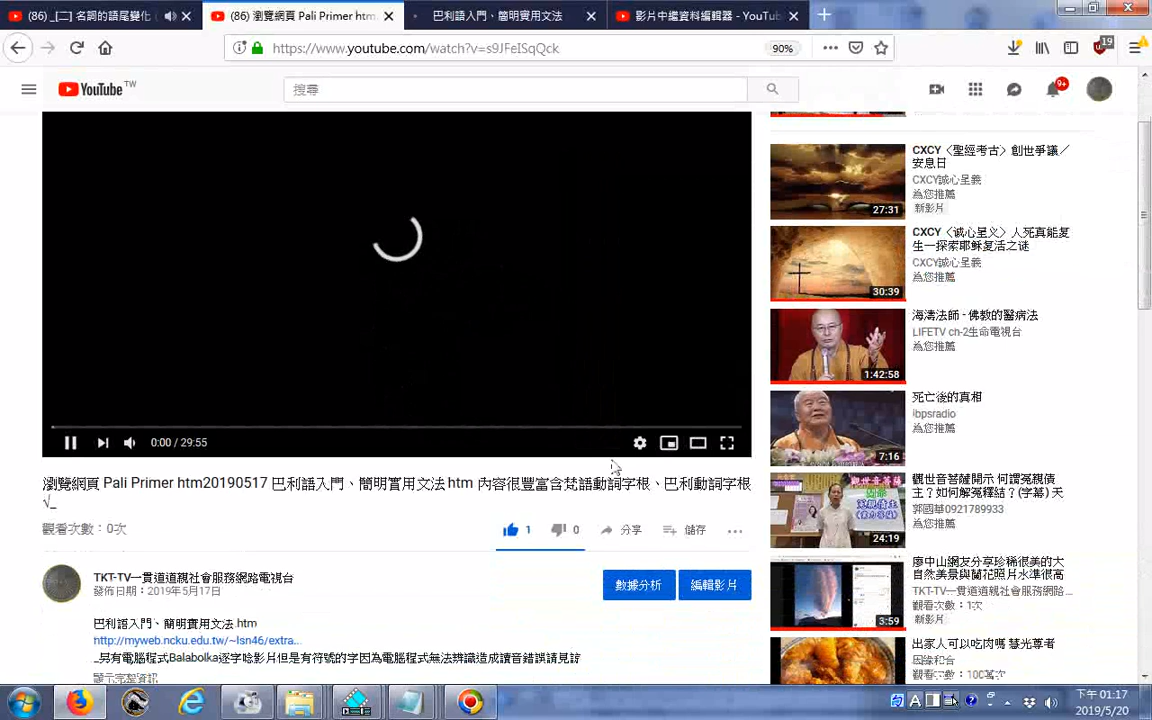 (86) _[二] 名詞的語尾變化
(86) 瀏覽網頁 Pali Primer htm
巴利語入門、簡明實用文法
影片中繼資料編輯器 - YouTub
https://www.youtube.com/watch?v=s9JFeISqQck
90%
19
YouTube TW
搜尋
9+
CXCY〈聖經考古〉創世爭議／
安息日
CXCY誠心呈義
為您推薦
新影片
27:31
CXCY〈诚心呈义〉人死真能复
生一探索耶稣复活之谜
CXCY誠心呈義
為您推薦
30:39
海濤法師 - 佛教的醫病法
LIFETV ch-2生命電視台
為您推薦
1:42:58
死亡後的真相
ibpsradio
為您推薦
7:16
觀世音菩薩開示 何謂冤親債
主？如何解冤釋結？(字幕) 天
郭國華0921789933
為您推薦
24:19
廖中山網友分享珍稀很美的大
自然美景與蘭花照片水準很高
TKT-TV一貫道道親社會服務網路...
觀看次數：1次
新影片
3:59
出家人可以吃肉嗎 慧光尊者
因緣和合
觀看次數：100萬次
0:00 / 29:55
瀏覽網頁 Pali Primer htm20190517 巴利語入門、簡明實用文法 htm 內容很豐富含梵語動詞字根、巴利動詞字根
√_
觀看次數：0次
1
0
分享
儲存
TKT-TV一貫道道親社會服務網路電視台
發佈日期：2019年5月17日
數據分析
編輯影片
巴利語入門、簡明實用文法 htm
http://myweb.ncku.edu.tw/~lsn46/extra...
_另有電腦程式Balabolka逐字唸影片但是有符號的字因為電腦程式無法辨識造成讀音錯誤請見諒
顯示完整資訊
下午 01:17
2019/5/20